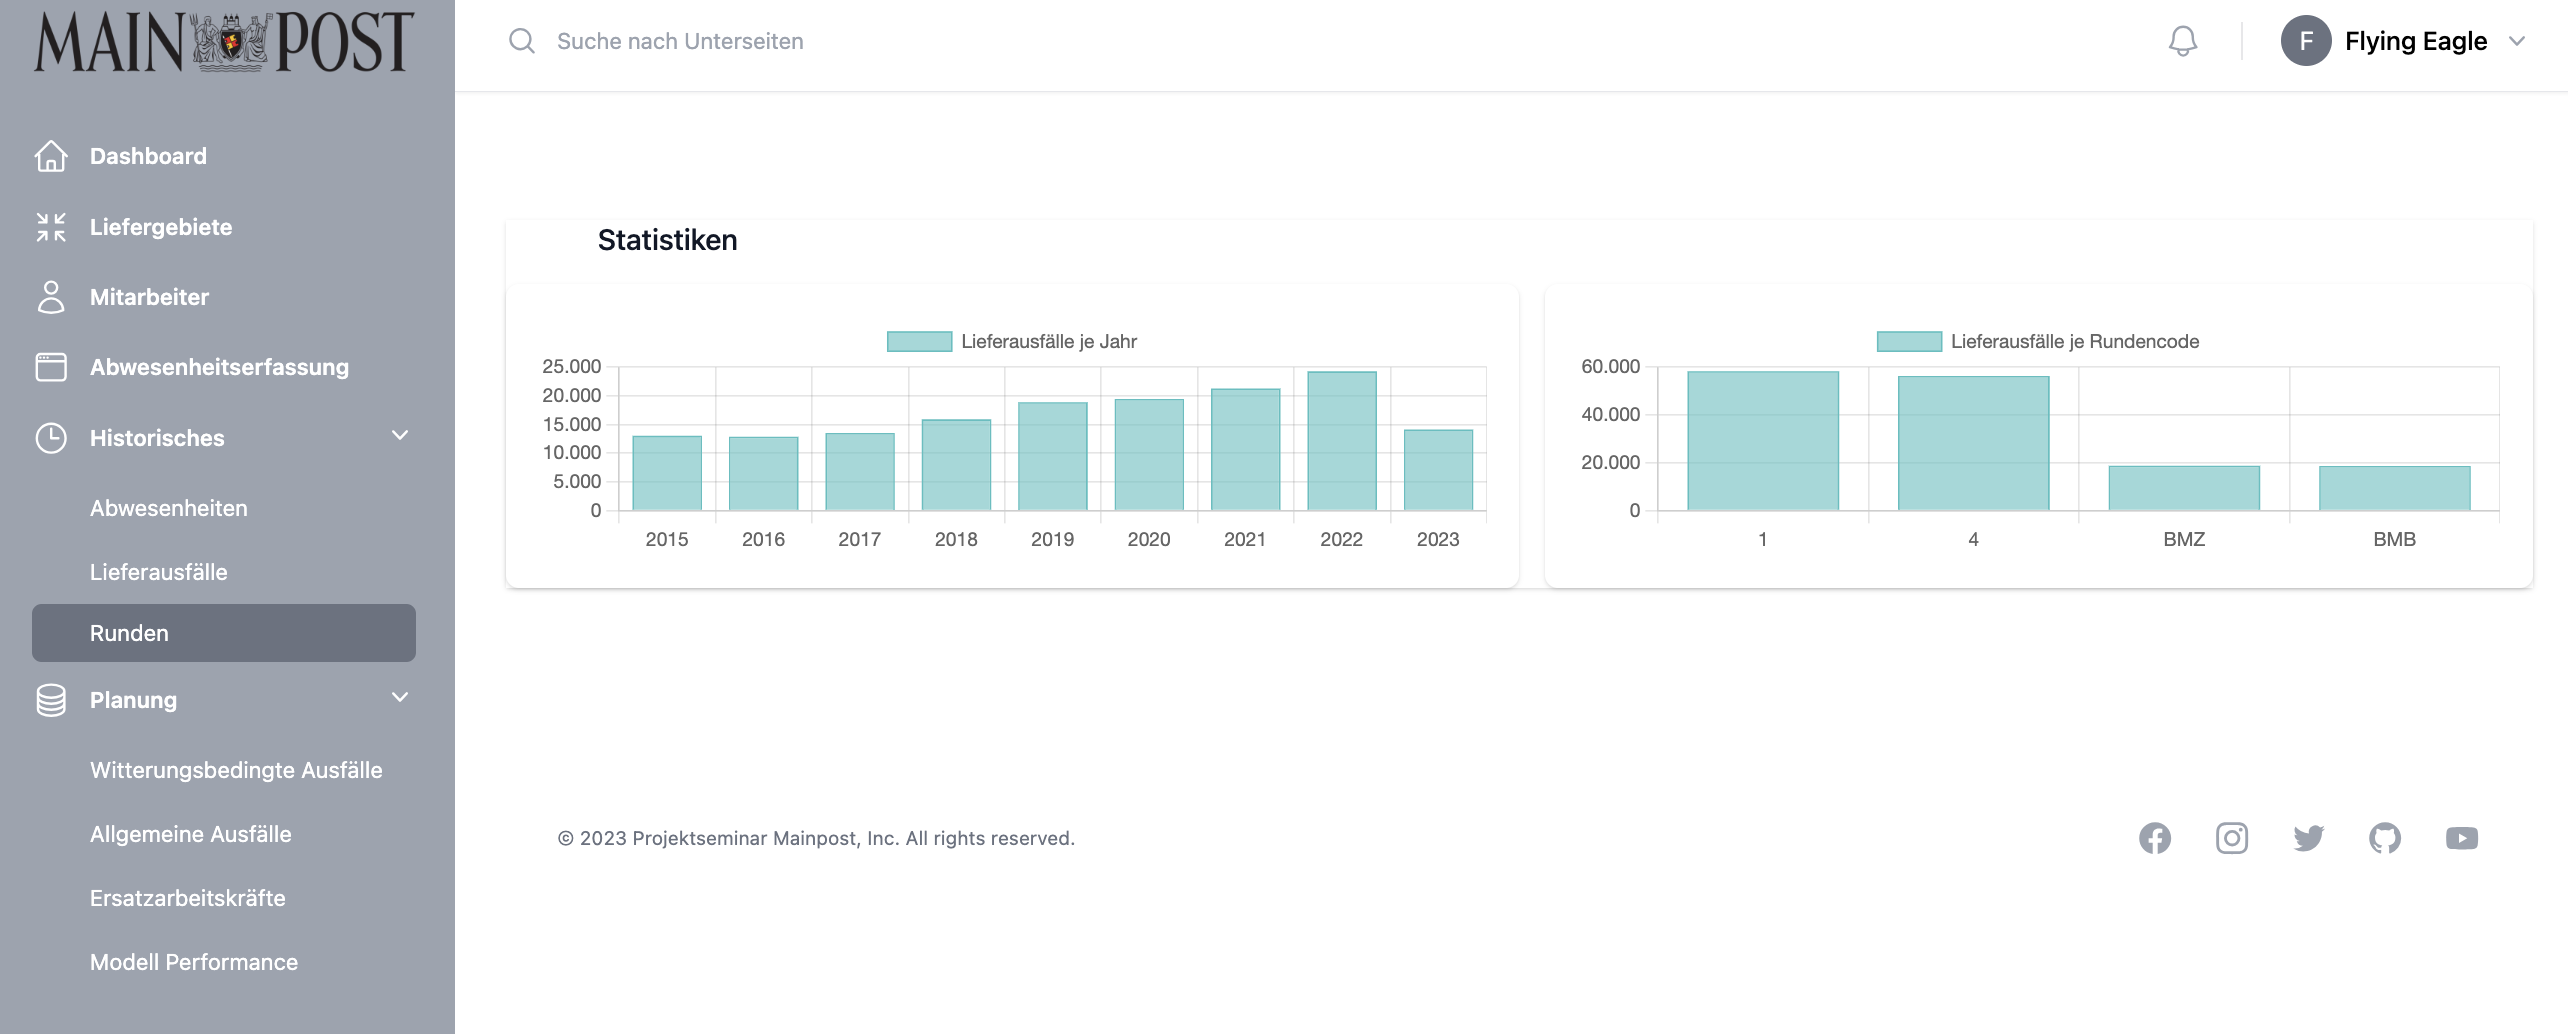 MAIN POST
Suche nach Unterseiten
F
Flying Eagle
Dashboard
Liefergebiete
Mitarbeiter
Abwesenheitserfassung
Historisches
Abwesenheiten
Lieferausfälle
Runden
Planung
Witterungsbedingte Ausfälle
Allgemeine Ausfälle
Ersatzarbeitskräfte
Modell Performance
Statistiken
Lieferausfälle je Jahr
25.000
20.000
15.000
10.000
5.000
0
2015 2016 2017 2018 2019 2020 2021 2022 2023
Lieferausfälle je Rundencode
60.000
40.000
20.000
0
1 4 BMZ BMB
© 2023 Projektseminar Mainpost, Inc. All rights reserved.